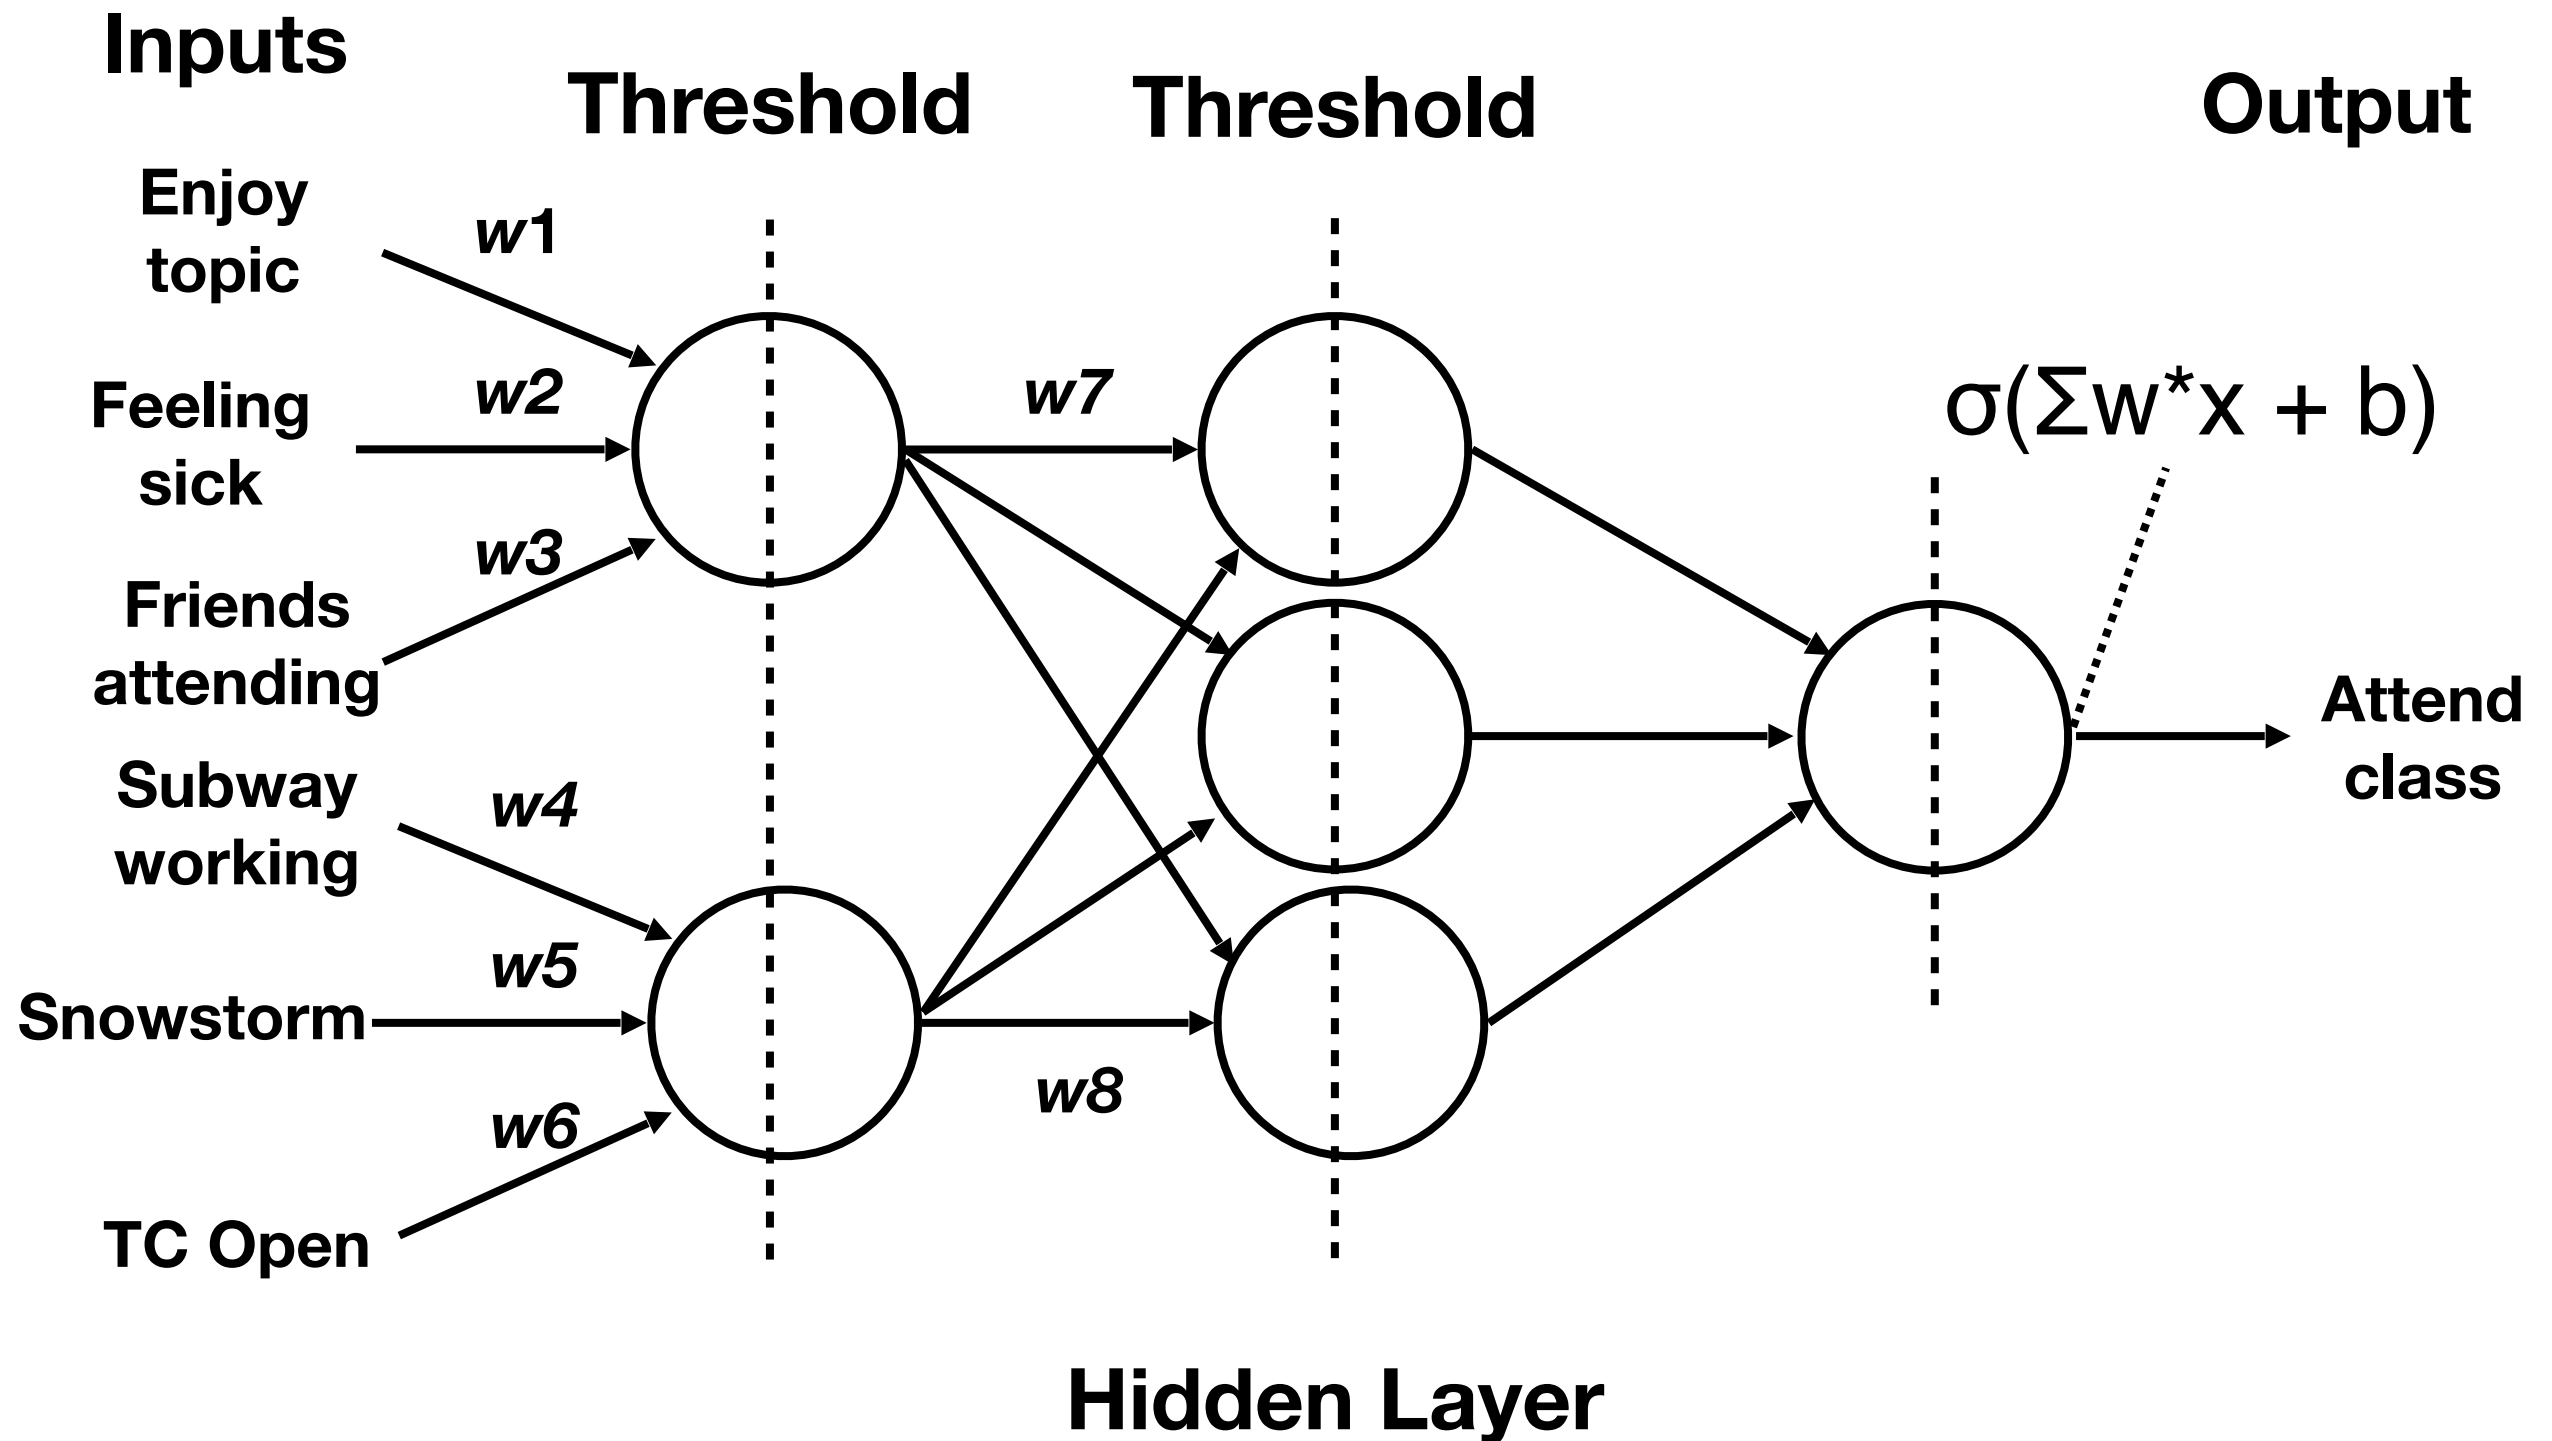 Inputs
Threshold
Threshold
Output
Enjoy
topic
w1
Feeling
sick
w2
w7
σ(Σw*x + b)
Friends
attending
w3
Subway
working
w4
Attend
class
Snowstorm
w5
w8
TC Open
w6
Hidden Layer